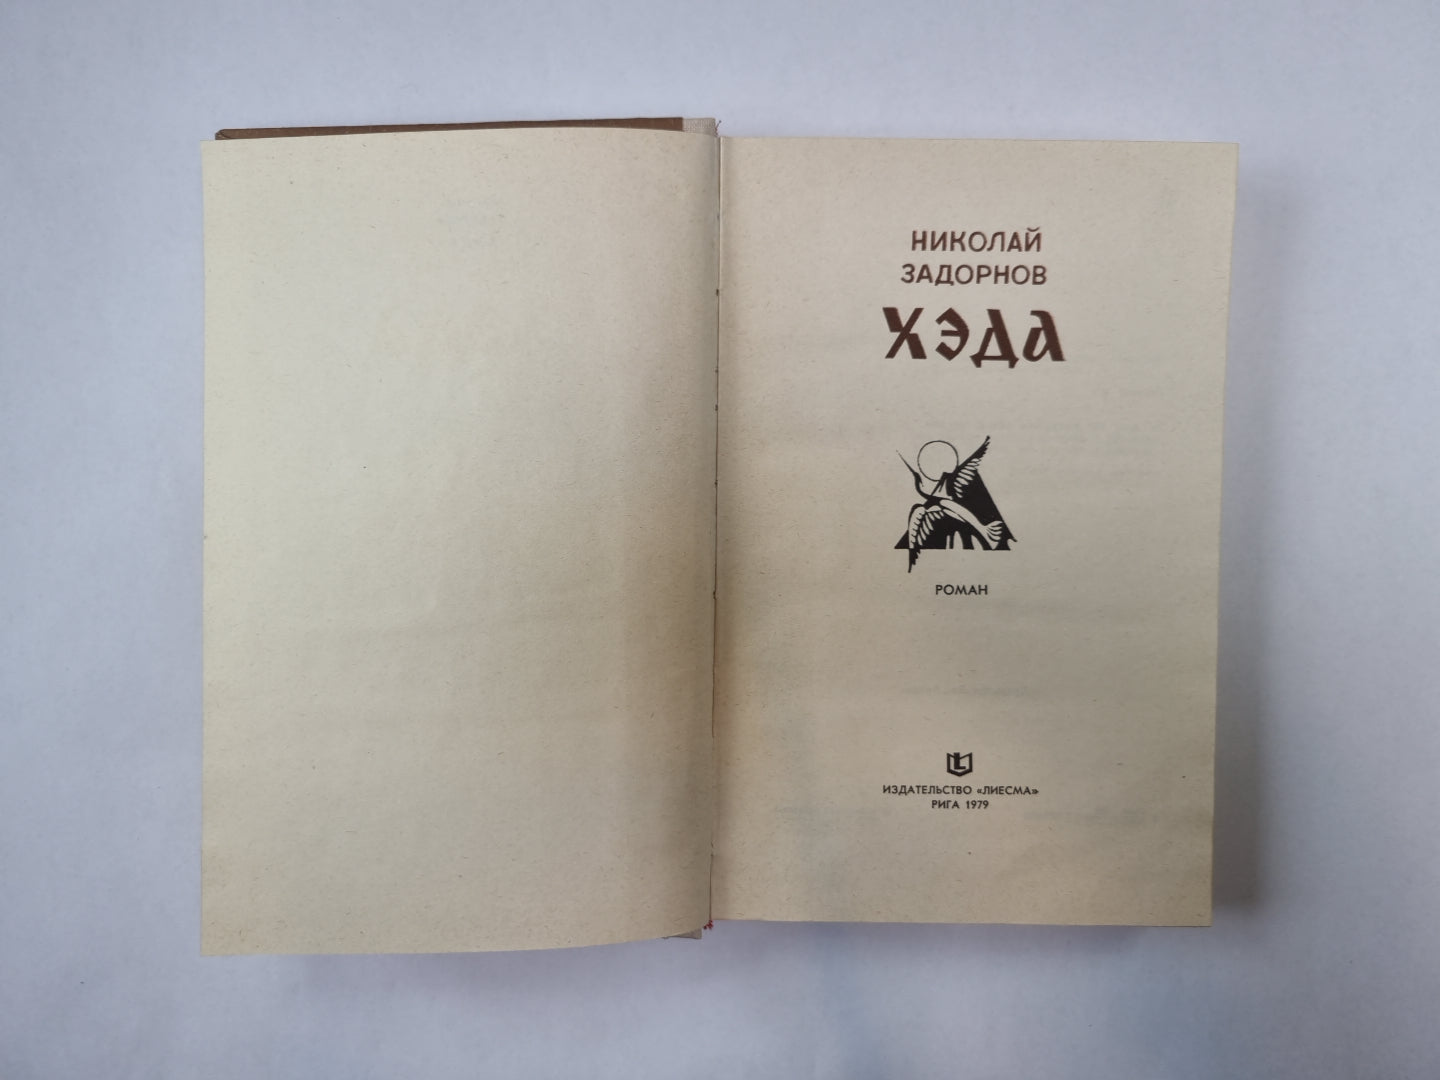 НИКОЛАЙ
ЗАДОРНОВ
ХЭДА
РОМАН
L
ИЗДАТЕЛЬСТВО «ЛИЕСМА»
РИГА 1979